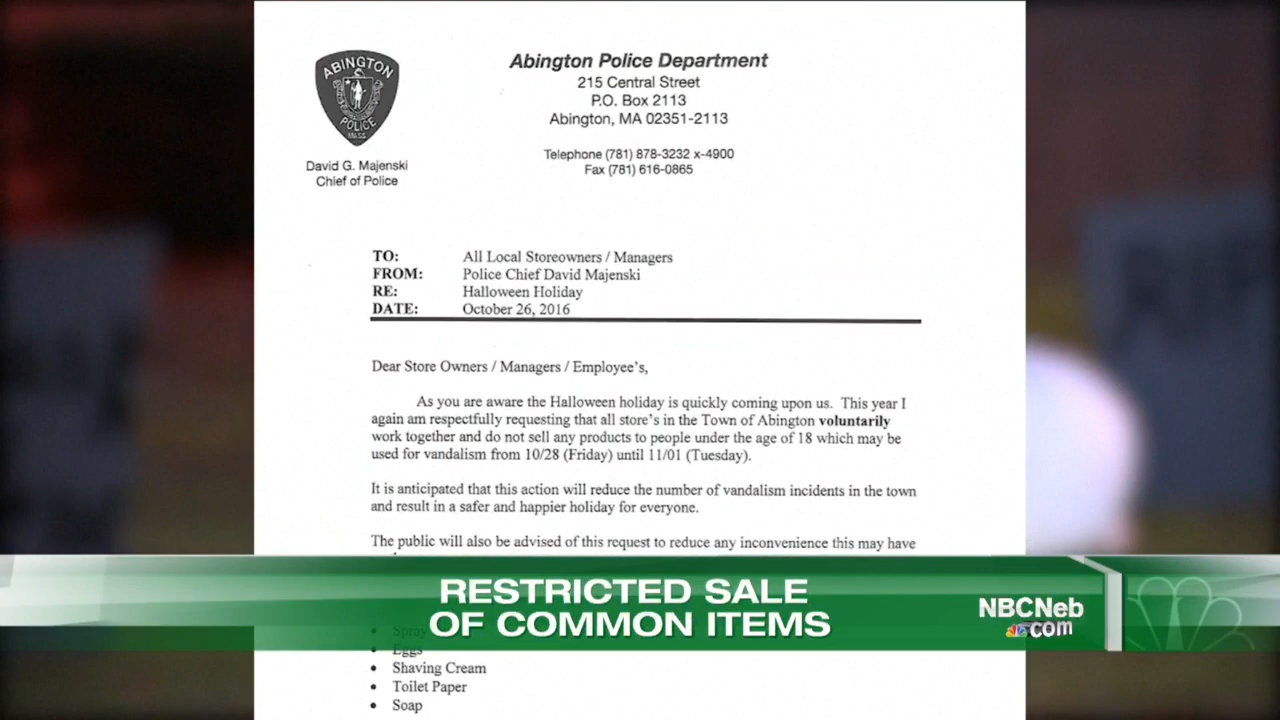 ABINGTON
POLICE
MASS
David G. Majenski
Chief of Police
Abington Police Department
215 Central Street
P.O. Box 2113
Abington, MA 02351-2113
Telephone (781) 878-3232 x-4900
Fax (781) 616-0865
TO: All Local Storeowners / Managers
FROM: Police Chief David Majenski
RE: Halloween Holiday
DATE: October 26, 2016
Dear Store Owners / Managers / Employee's,
As you are aware the Halloween holiday is quickly coming upon us. This year I
again am respectfully requesting that all store's in the Town of Abington voluntarily
work together and do not sell any products to people under the age of 18 which may be
used for vandalism from 10/28 (Friday) until 11/01 (Tuesday).
It is anticipated that this action will reduce the number of vandalism incidents in the town
and result in a safer and happier holiday for everyone.
The public will also be advised of this request to reduce any inconvenience this may have
RESTRICTED SALE
OF COMMON ITEMS
NBCNeb
.com
• Spray
• Eggs
• Shaving Cream
• Toilet Paper
• Soap